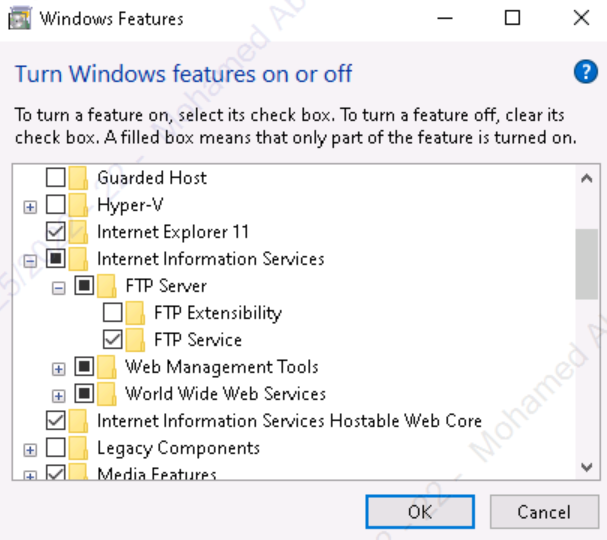 Windows Features
Turn Windows features on or off
To turn a feature on, select its check box. To turn a feature off, clear its
check box. A filled box means that only part of the feature is turned on.
Guarded Host
Hyper-V
Internet Explorer 11
Internet Information Services
FTP Server
FTP Extensibility
FTP Service
Web Management Tools
World Wide Web Services
Internet Information Services Hostable Web Core
Legacy Components
Media Features
OK
Cancel